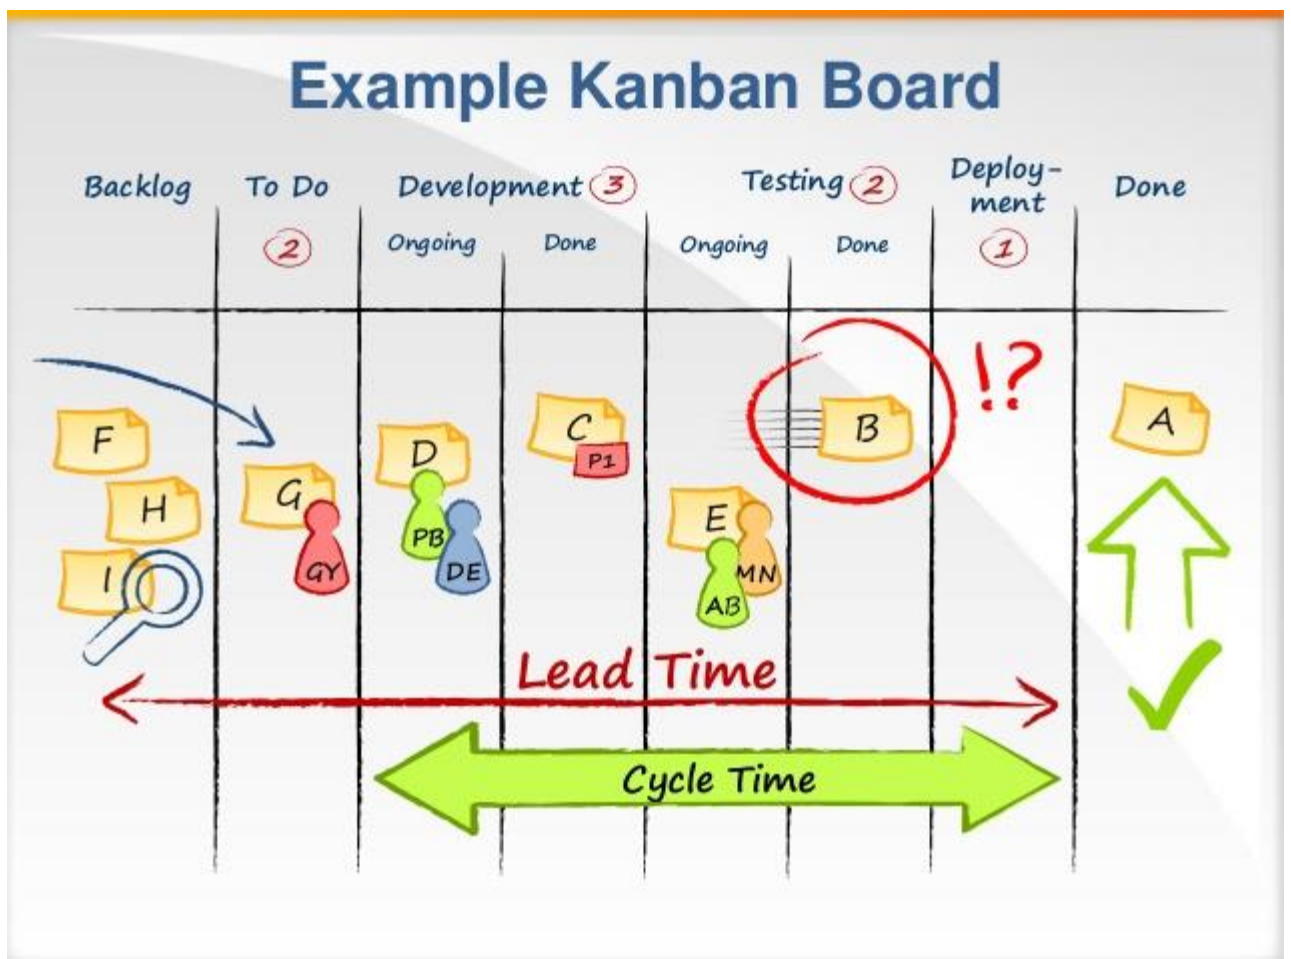 Example Kanban Board
Backlog
To Do
2
Development 3
Ongoing
Done
Testing 2
Ongoing
Done
Deploy-
ment
1
Done
F
H
I
G
GY
D
PB
DE
C
P1
E
MN
AB
B
!?
A
Lead Time
Cycle Time